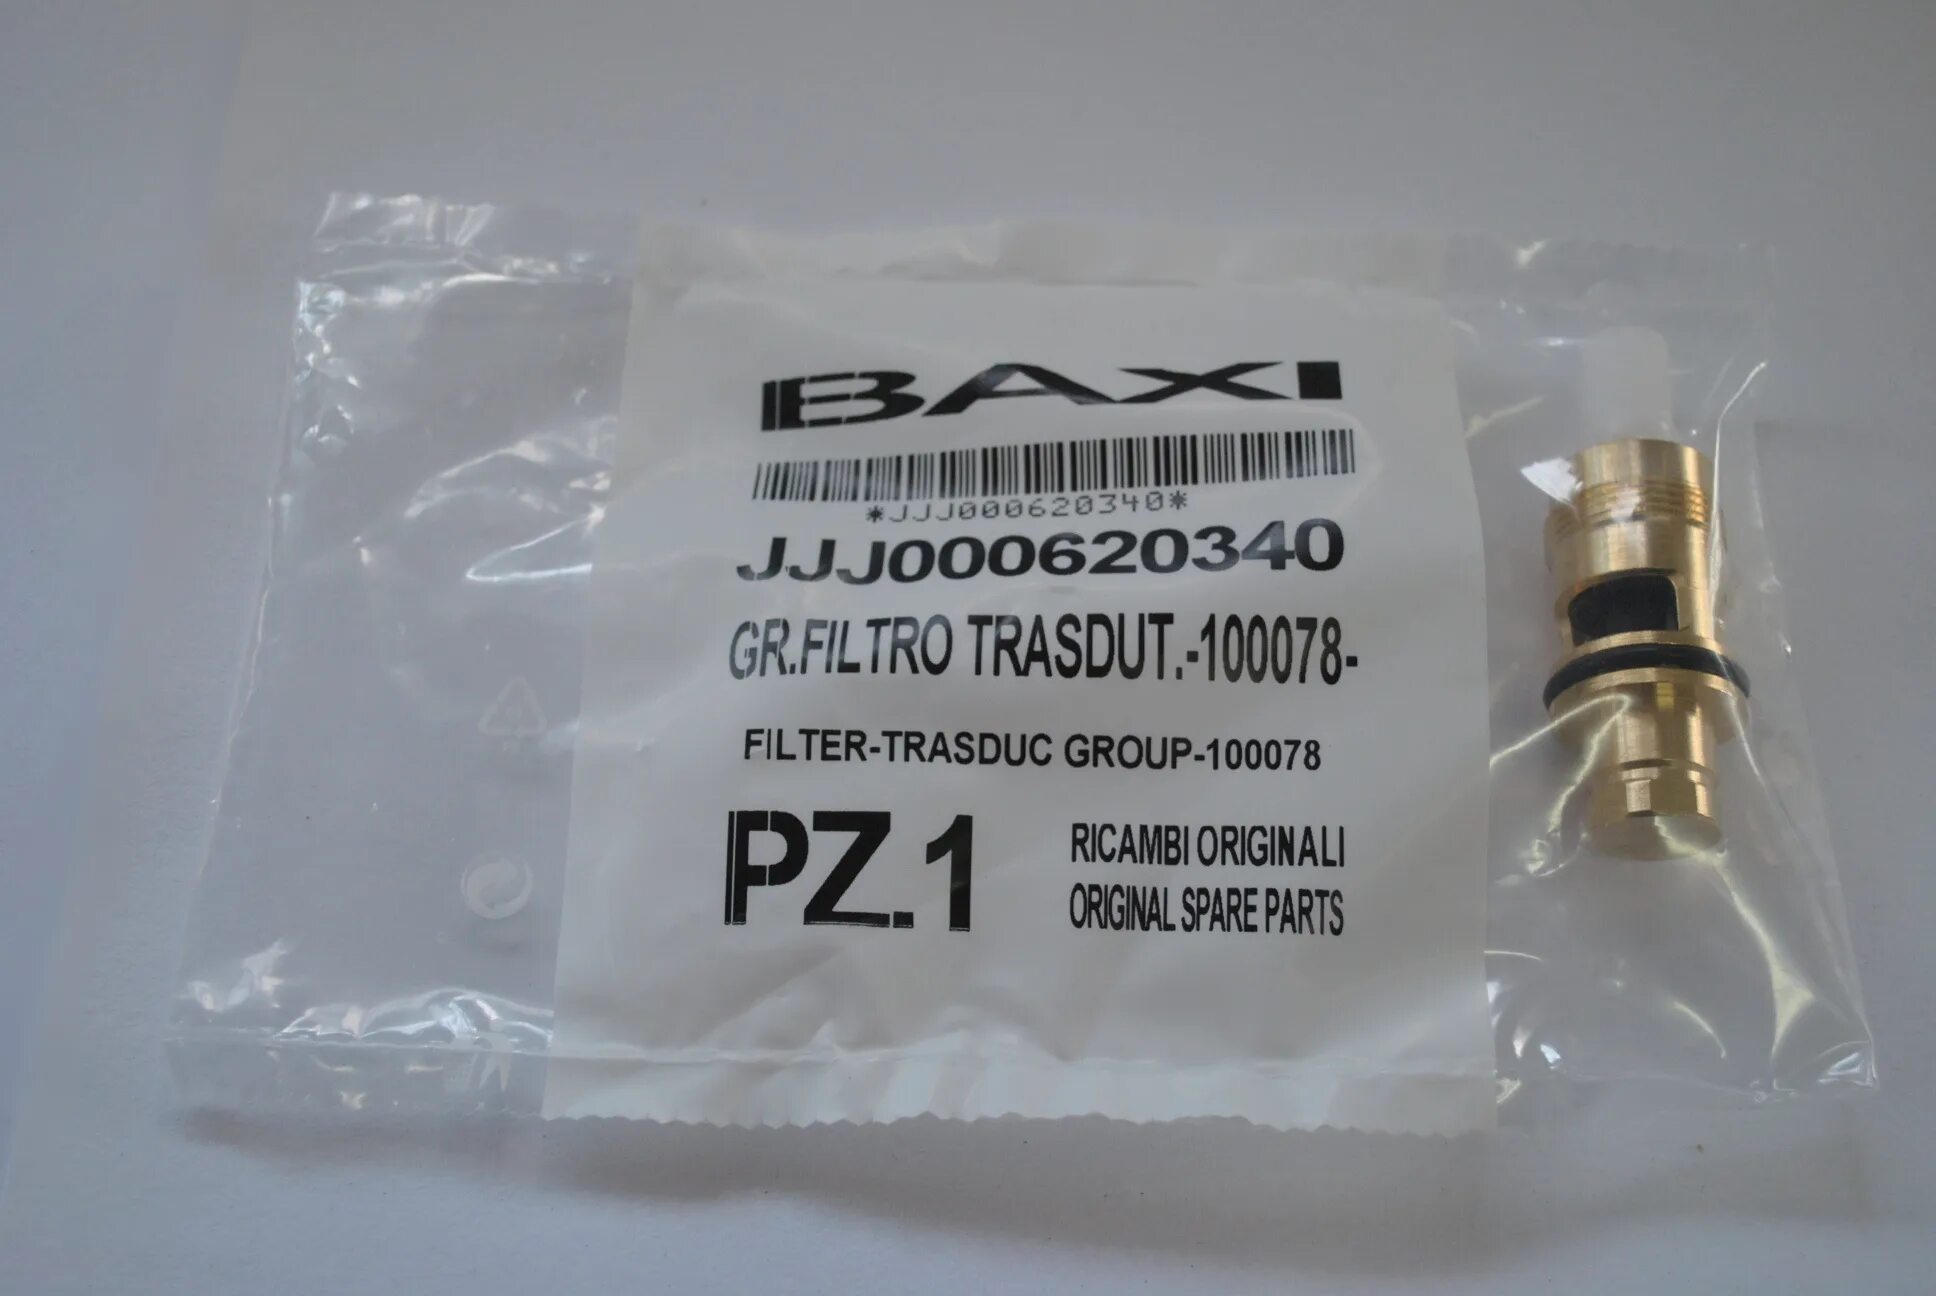 BAXI
*JJJ000620340*
JJJ000620340
GR.FILTRO TRASDUT.-100078-
FILTER-TRASDUC GROUP-100078
PZ.1
RICAMBI ORIGINALI
ORIGINAL SPARE PARTS